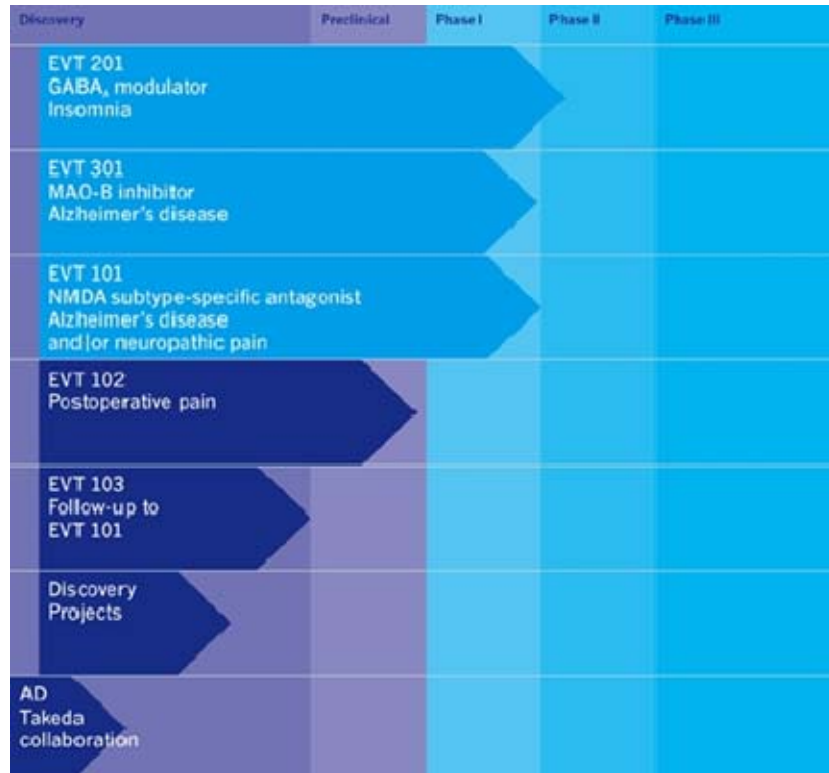 Discovery Preclinical Phase I Phase II Phase III
EVT 201
GABAₐ modulator
Insomnia
EVT 301
MAO-B inhibitor
Alzheimer's disease
EVT 101
NMDA subtype-specific antagonist
Alzheimer's disease
and|or neuropathic pain
EVT 102
Postoperative pain
EVT 103
Follow-up to
EVT 101
Discovery
Projects
AD
Takeda
collaboration